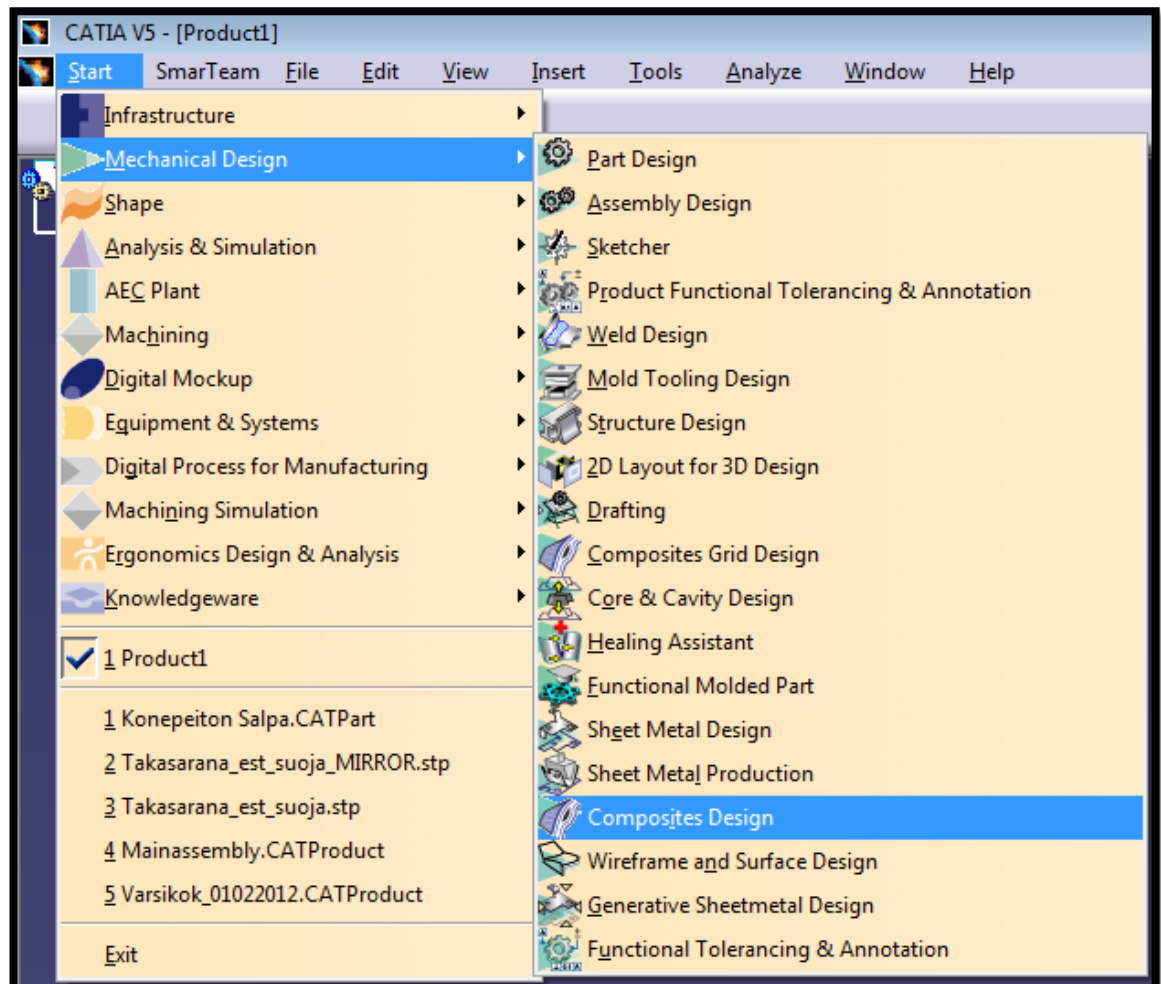 CATIA V5 - [Product1]
Start SmarTeam File Edit View Insert Tools Analyze Window Help
Infrastructure
Mechanical Design
Shape
Analysis & Simulation
AEC Plant
Machining
Digital Mockup
Equipment & Systems
Digital Process for Manufacturing
Machining Simulation
Ergonomics Design & Analysis
Knowledgeware
1 Product1
1 Konepeiton Salpa.CATPart
2 Takasarana_est_suoja_MIRROR.stp
3 Takasarana_est_suoja.stp
4 Mainassembly.CATProduct
5 Varsikok_01022012.CATProduct
Exit
Part Design
Assembly Design
Sketcher
Product Functional Tolerancing & Annotation
Weld Design
Mold Tooling Design
Structure Design
2D Layout for 3D Design
Drafting
Composites Grid Design
Core & Cavity Design
Healing Assistant
Functional Molded Part
Sheet Metal Design
Sheet Metal Production
Composites Design
Wireframe and Surface Design
Generative Sheetmetal Design
Functional Tolerancing & Annotation